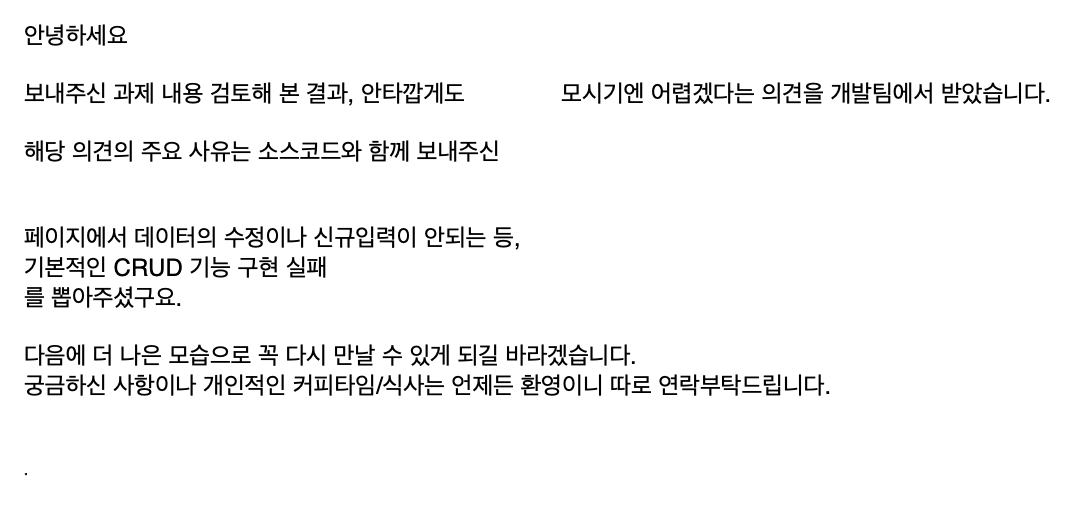 안녕하세요
보내주신 과제 내용 검토해 본 결과, 안타깝게도 모시기엔 어렵겠다는 의견을 개발팀에서 받았습니다.
해당 의견의 주요 사유는 소스코드와 함께 보내주신
페이지에서 데이터의 수정이나 신규입력이 안되는 등,
기본적인 CRUD 기능 구현 실패
를 뽑아주셨구요.
다음에 더 나은 모습으로 꼭 다시 만날 수 있게 되길 바라겠습니다.
궁금하신 사항이나 개인적인 커피타임/식사는 언제든 환영이니 따로 연락부탁드립니다.
.